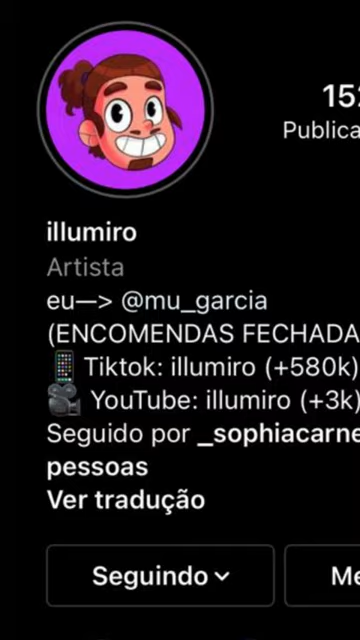 Publica
illumiro
Artista
eu—> @mu_garcia
(ENCOMENDAS FECHADA
Tiktok: illumiro (+580k)
YouTube: illumiro (+3k)
Seguido por _sophiacarne
pessoas
Ver tradução
Seguindo
Me